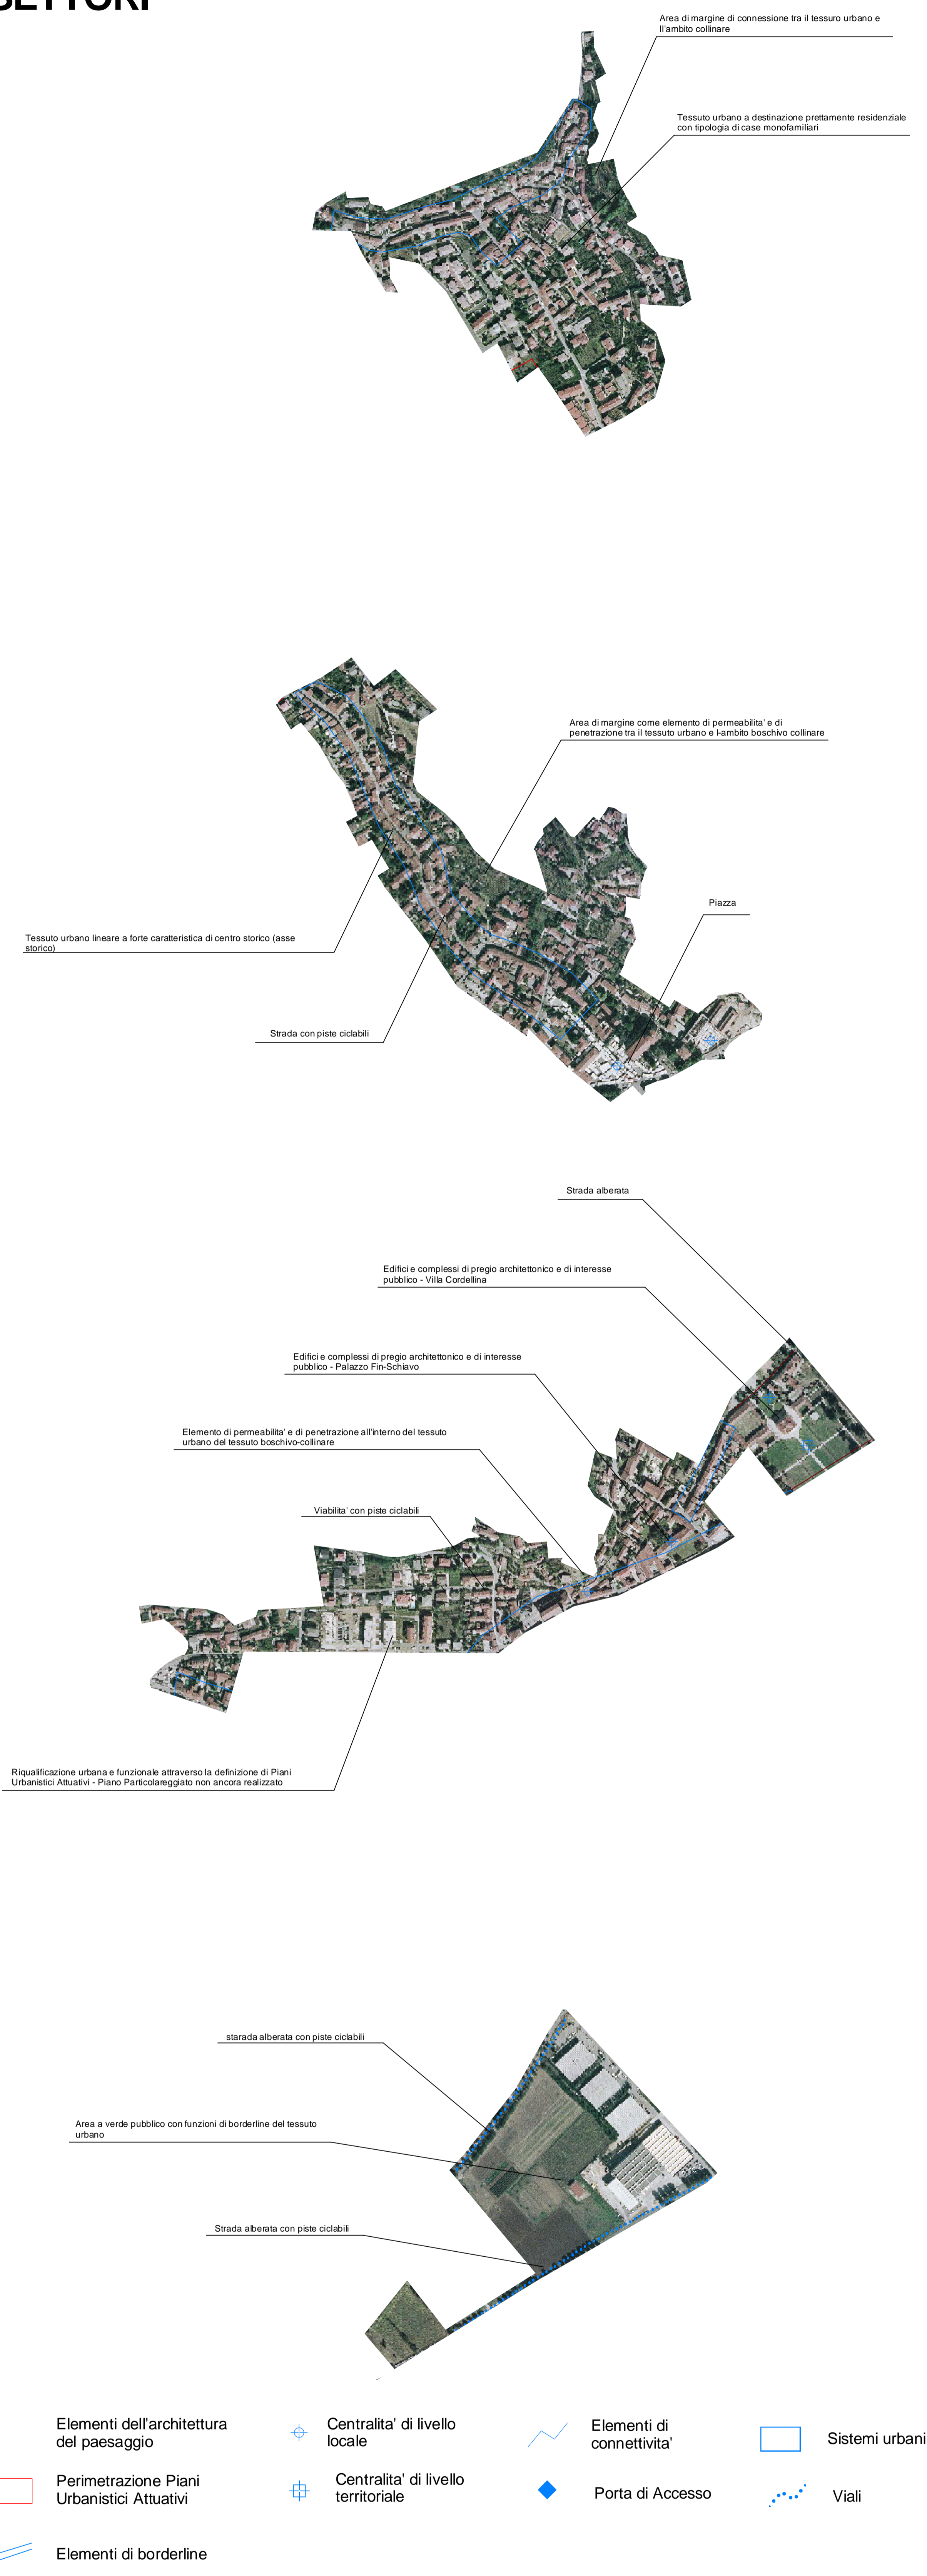 SETTORI
Area di margine di connessione tra il tessuro urbano e
ll'ambito collinare
Tessuto urbano a destinazione prettamente residenziale
con tipologia di case monofamiliari
Area di margine come elemento di permeabilita' e di
penetrazione tra il tessuto urbano e l-ambito boschivo collinare
Piazza
Tessuto urbano lineare a forte caratteristica di centro storico (asse
storico)
Strada con piste ciclabili
Strada alberata
Edifici e complessi di pregio architettonico e di interesse
pubblico - Villa Cordellina
Edifici e complessi di pregio architettonico e di interesse
pubblico - Palazzo Fin-Schiavo
Elemento di permeabilita' e di penetrazione all'interno del tessuto
urbano del tessuto boschivo-collinare
Viabilita' con piste ciclabili
Riqualificazione urbana e funzionale attraverso la definizione di Piani
Urbanistici Attuativi - Piano Particolareggiato non ancora realizzato
starada alberata con piste ciclabili
Area a verde pubblico con funzioni di borderline del tessuto
urbano
Strada alberata con piste ciclabili
Elementi dell'architettura
del paesaggio
Centralita' di livello
locale
Elementi di
connettivita'
Sistemi urbani
Perimetrazione Piani
Urbanistici Attuativi
Centralita' di livello
territoriale
Porta di Accesso
Viali
Elementi di borderline